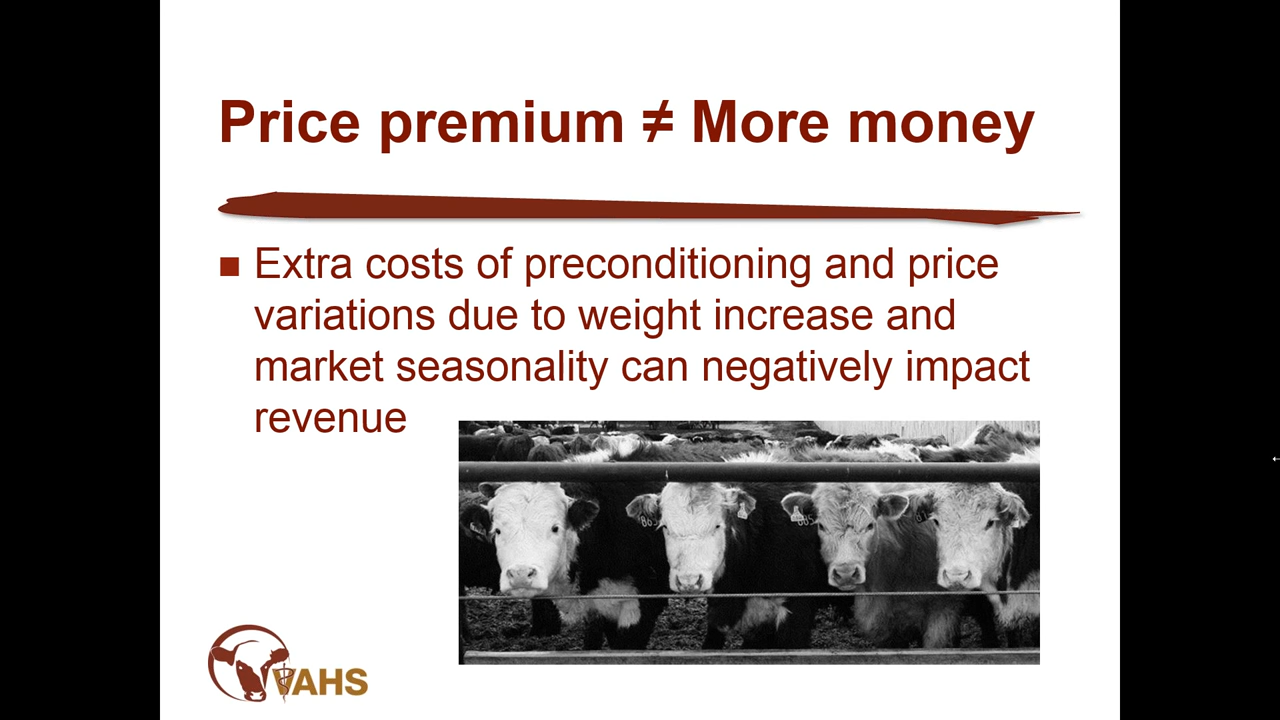 Price premium ≠ More money
■ Extra costs of preconditioning and price
variations due to weight increase and
market seasonality can negatively impact
revenue
VAHS